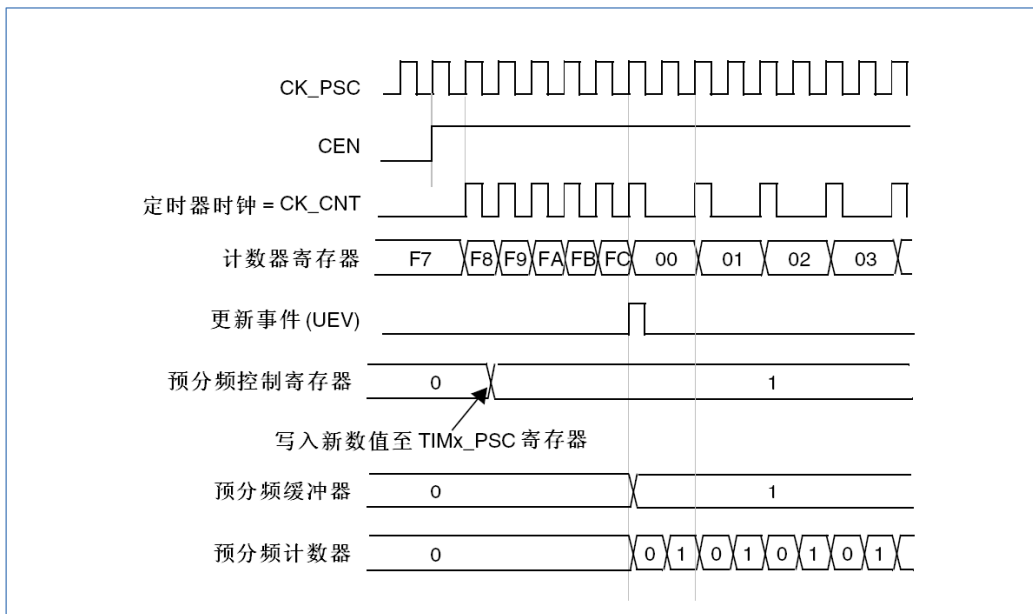 CK_PSC
CEN
定时器时钟 = CK_CNT
计数器寄存器 F7 F8 F9 FA FB FC 00 01 02 03
更新事件 (UEV)
预分频控制寄存器 0 1
写入新数值至 TIMx_PSC 寄存器
预分频缓冲器 0 1
预分频计数器 0 0 1 0 1 0 1 0 1